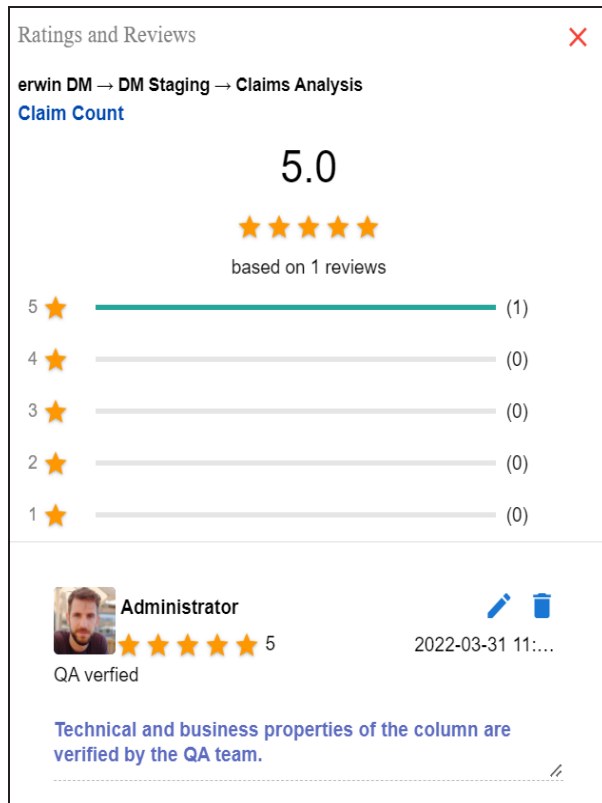 Ratings and Reviews
erwin DM → DM Staging → Claims Analysis
Claim Count
5.0
based on 1 reviews
5 (1)
4 (0)
3 (0)
2 (0)
1 (0)
Administrator
5 2022-03-31 11:...
QA verfied
Technical and business properties of the column are
verified by the QA team.